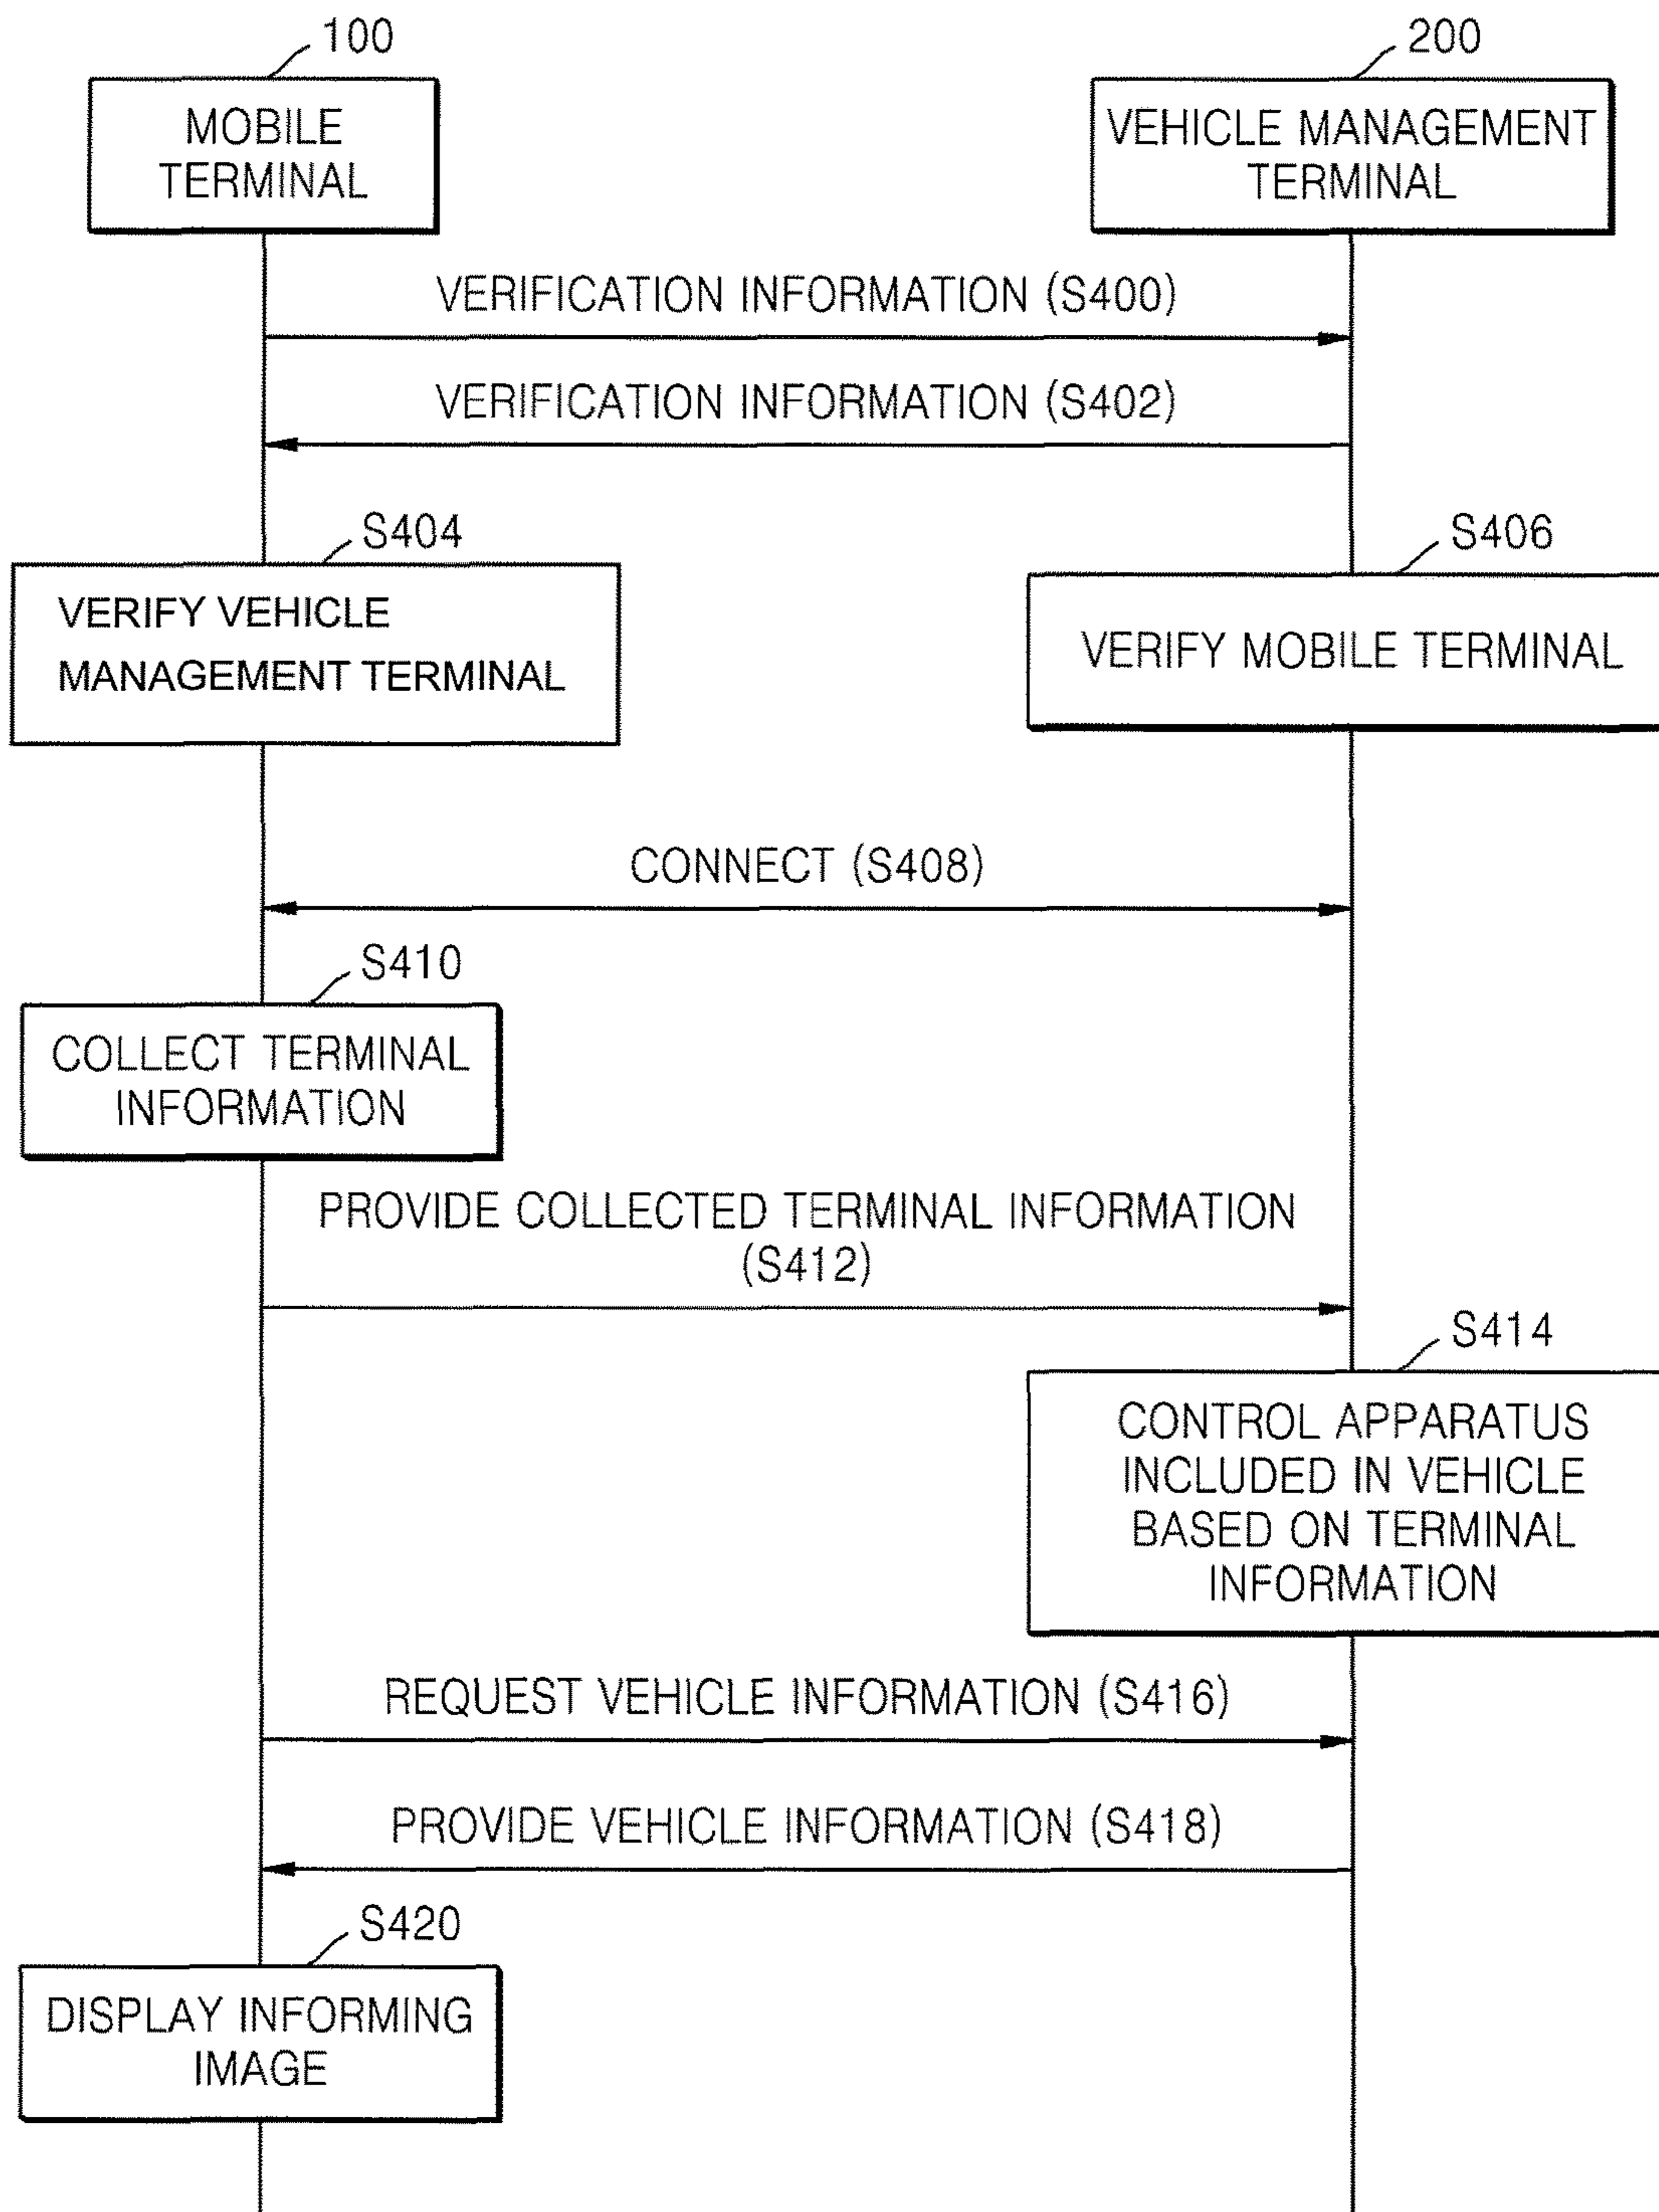 100
200
MOBILE
TERMINAL
VEHICLE MANAGEMENT
TERMINAL
VERIFICATION INFORMATION (S400)
VERIFICATION INFORMATION (S402)
S404
S406
VERIFY VEHICLE
MANAGEMENT TERMINAL
VERIFY MOBILE TERMINAL
CONNECT (S408)
S410
COLLECT TERMINAL
INFORMATION
PROVIDE COLLECTED TERMINAL INFORMATION
(S412)
S414
CONTROL APPARATUS
INCLUDED IN VEHICLE
BASED ON TERMINAL
INFORMATION
REQUEST VEHICLE INFORMATION (S416)
PROVIDE VEHICLE INFORMATION (S418)
S420
DISPLAY INFORMING
IMAGE